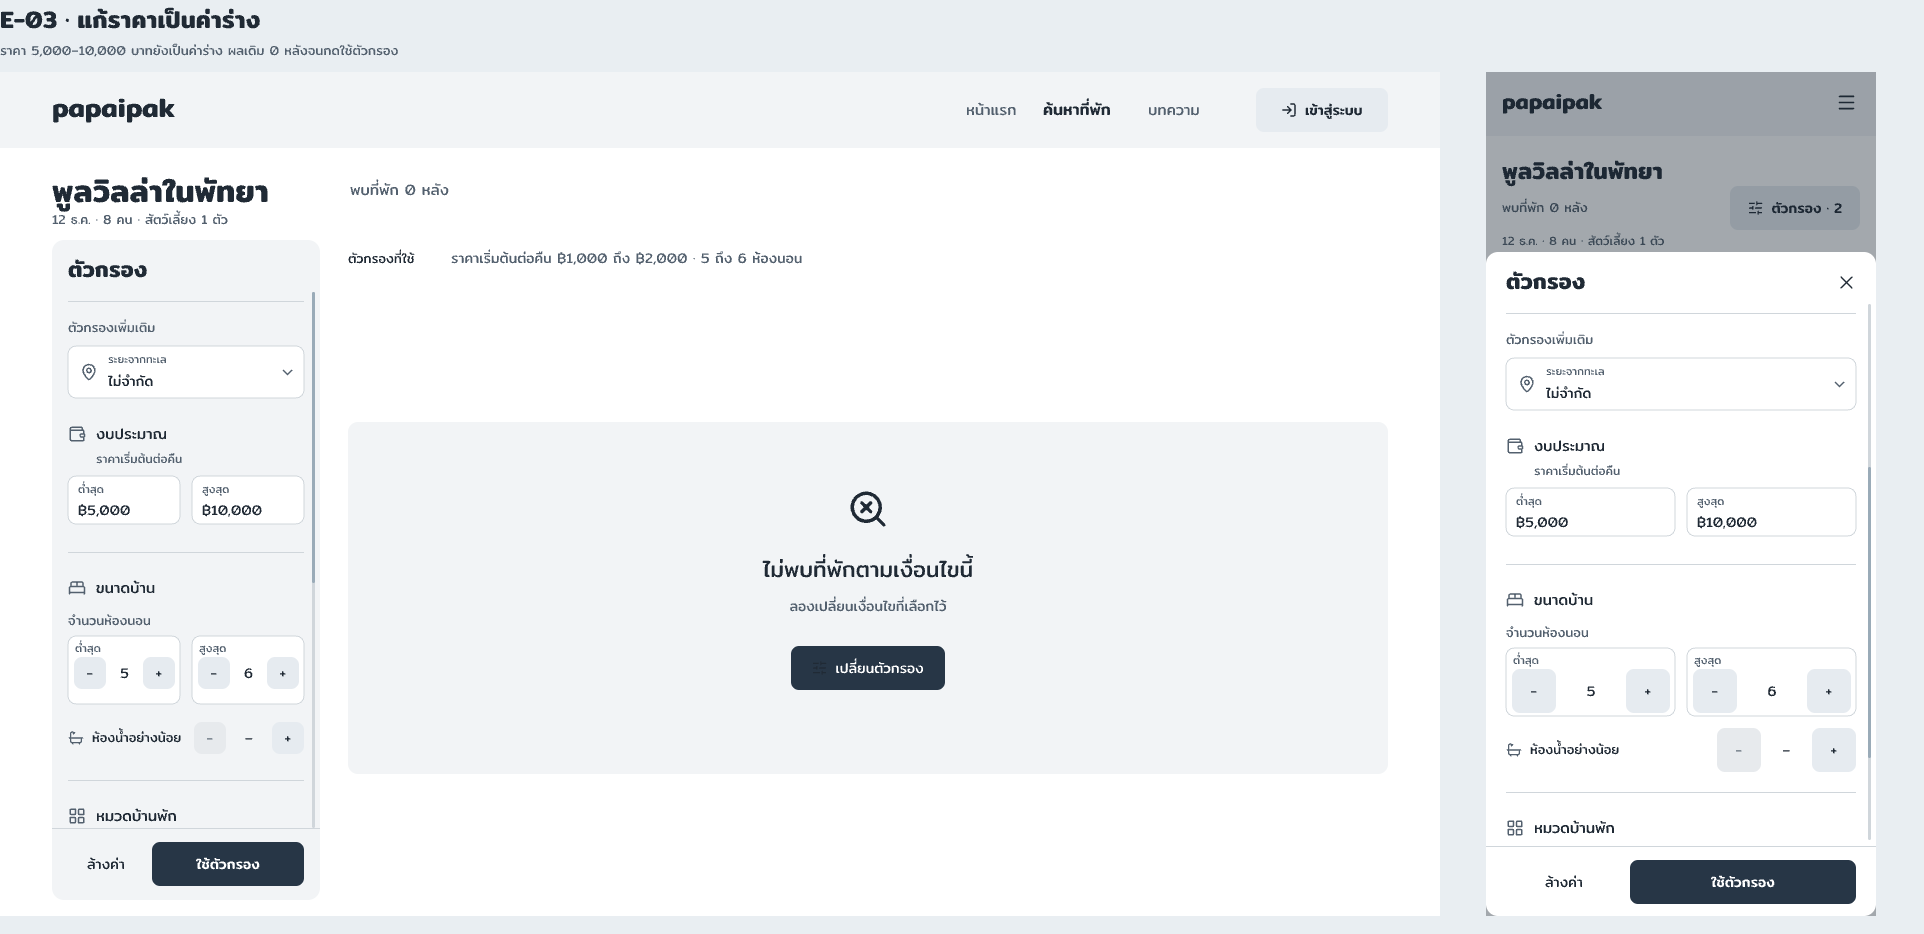 E-03 · แก้ราคาเป็นค่าร่าง
ราคา 5,000–10,000 บาทยังเป็นค่าร่าง ผลเดิม 0 หลังจนกดใช้ตัวกรอง
papaipak
หน้าแรก
ค้นหาที่พัก
บทความ
เข้าสู่ระบบ
พูลวิลล่าในพัทยา
12 ธ.ค. · 8 คน · สัตว์เลี้ยง 1 ตัว
พบที่พัก 0 หลัง
ตัวกรองที่ใช้
ราคาเริ่มต้นต่อคืน ฿1,000 ถึง ฿2,000 · 5 ถึง 6 ห้องนอน
ตัวกรอง
ตัวกรองเพิ่มเติม
ระยะจากทะเล
ไม่จำกัด
งบประมาณ
ราคาเริ่มต้นต่อคืน
ต่ำสุด
฿5,000
สูงสุด
฿10,000
ขนาดบ้าน
จำนวนห้องนอน
ต่ำสุด
- 5 +
สูงสุด
- 6 +
ห้องน้ำอย่างน้อย - – +
หมวดบ้านพัก
ล้างค่า
ใช้ตัวกรอง
ไม่พบที่พักตามเงื่อนไขนี้
ลองเปลี่ยนเงื่อนไขที่เลือกไว้
เปลี่ยนตัวกรอง
papaipak
พูลวิลล่าในพัทยา
พบที่พัก 0 หลัง
ตัวกรอง · 2
12 ธ.ค. · 8 คน · สัตว์เลี้ยง 1 ตัว
ตัวกรอง
ตัวกรองเพิ่มเติม
ระยะจากทะเล
ไม่จำกัด
งบประมาณ
ราคาเริ่มต้นต่อคืน
ต่ำสุด
฿5,000
สูงสุด
฿10,000
ขนาดบ้าน
จำนวนห้องนอน
ต่ำสุด
- 5 +
สูงสุด
- 6 +
ห้องน้ำอย่างน้อย - – +
หมวดบ้านพัก
ล้างค่า
ใช้ตัวกรอง